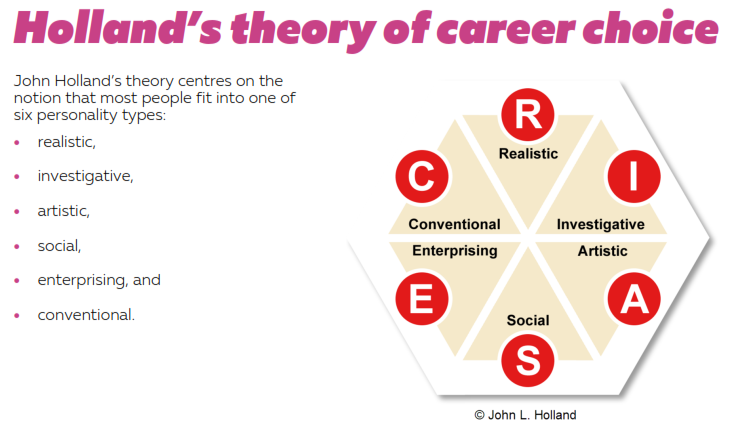 Holland's theory of career choice
John Holland's theory centres on the
notion that most people fit into one of
six personality types:
• realistic,
• investigative,
• artistic,
• social,
• enterprising, and
• conventional.
R
Realistic
C
I
Conventional
Investigative
Enterprising
Artistic
E
A
Social
S
© John L. Holland